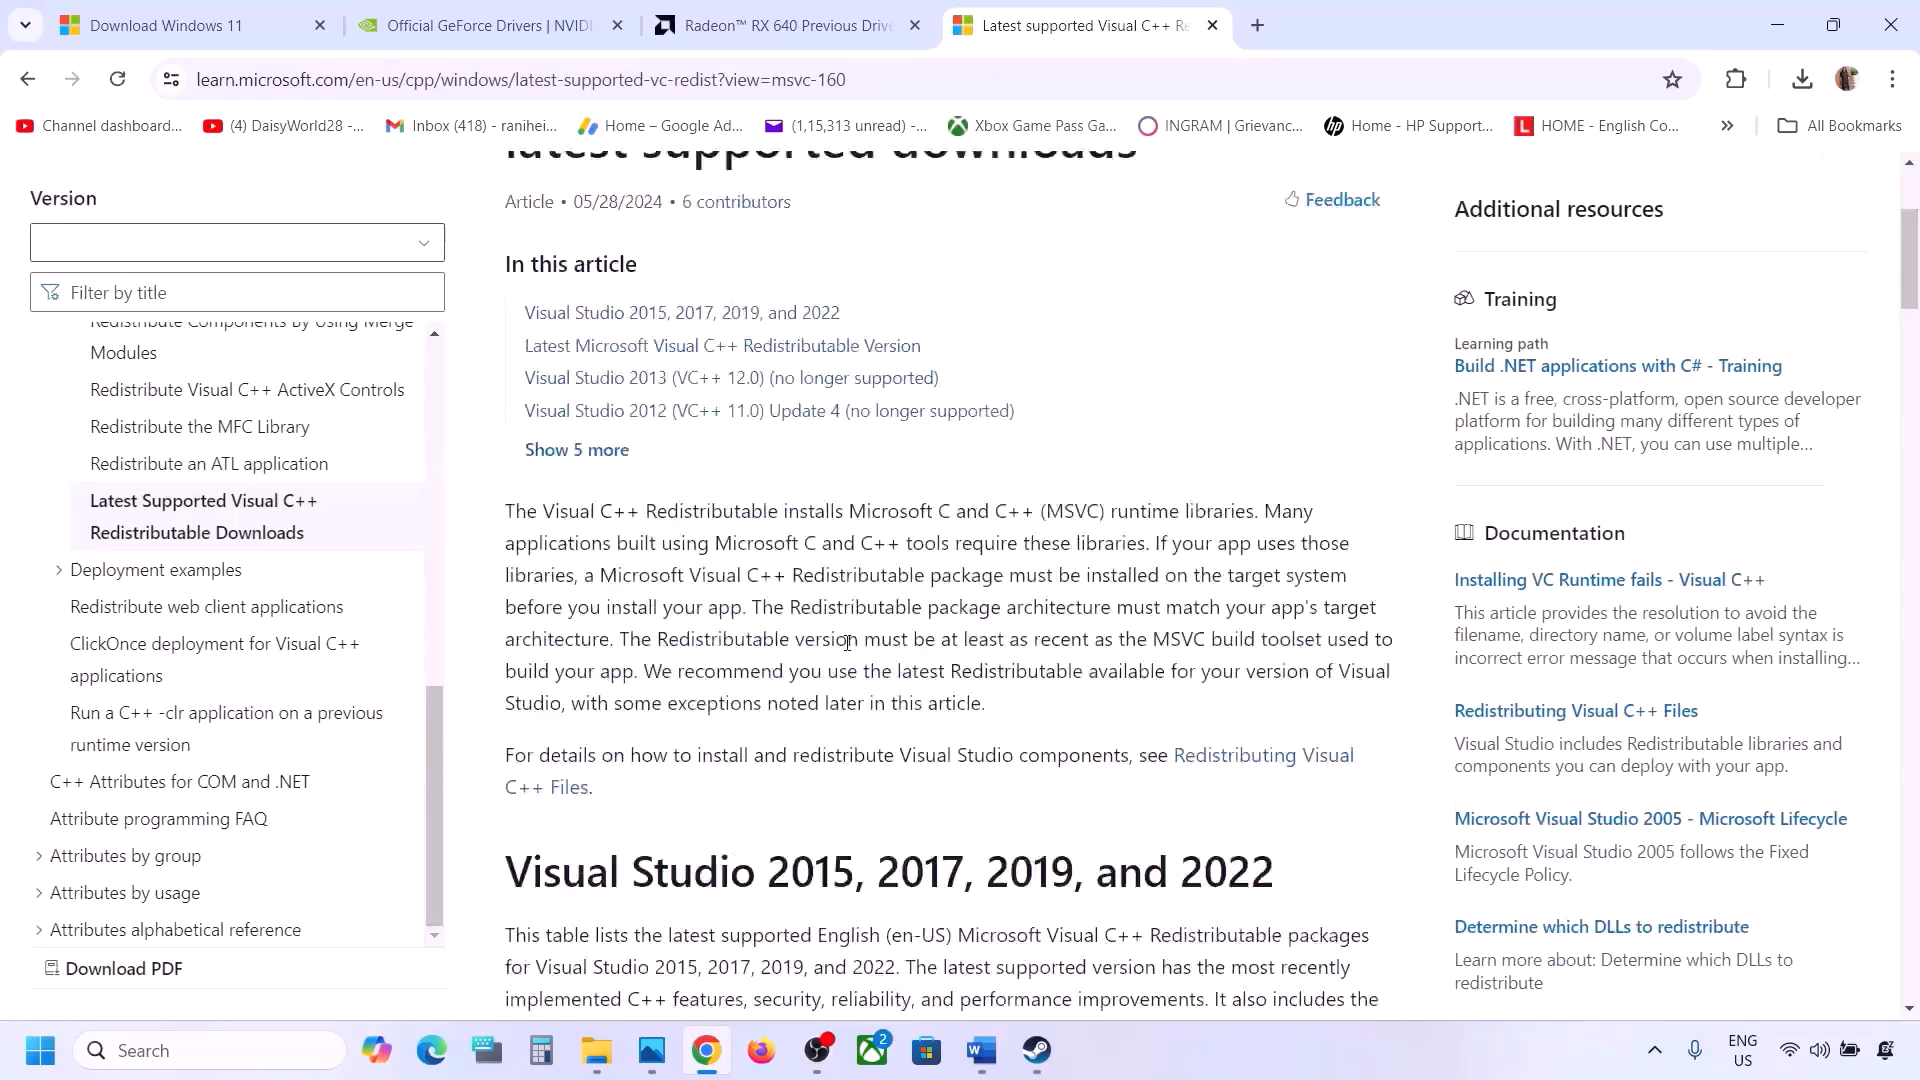 Download Windows 11
Official GeForce Drivers | NVIDI
Radeon™ RX 640 Previous Drive
Latest supported Visual C++ Re
learn.microsoft.com/en-us/cpp/windows/latest-supported-vc-redist?view=msvc-160
Channel dashboard...
(4) DaisyWorld28 -...
Inbox (418) - ranihei...
Home – Google Ad...
(1,15,313 unread) -...
Xbox Game Pass Ga...
INGRAM | Grievanc...
Home - HP Support...
HOME - English Co...
All Bookmarks
latest supported downloads
Article • 05/28/2024 • 6 contributors
Feedback
Version
Filter by title
Redistribute Components By Using Merge
Modules
Redistribute Visual C++ ActiveX Controls
Redistribute the MFC Library
Redistribute an ATL application
Latest Supported Visual C++
Redistributable Downloads
Deployment examples
Redistribute web client applications
ClickOnce deployment for Visual C++
applications
Run a C++ -clr application on a previous
runtime version
C++ Attributes for COM and .NET
Attribute programming FAQ
Attributes by group
Attributes by usage
Attributes alphabetical reference
Download PDF
In this article
Visual Studio 2015, 2017, 2019, and 2022
Latest Microsoft Visual C++ Redistributable Version
Visual Studio 2013 (VC++ 12.0) (no longer supported)
Visual Studio 2012 (VC++ 11.0) Update 4 (no longer supported)
Show 5 more
The Visual C++ Redistributable installs Microsoft C and C++ (MSVC) runtime libraries. Many
applications built using Microsoft C and C++ tools require these libraries. If your app uses those
libraries, a Microsoft Visual C++ Redistributable package must be installed on the target system
before you install your app. The Redistributable package architecture must match your app's target
architecture. The Redistributable version must be at least as recent as the MSVC build toolset used to
build your app. We recommend you use the latest Redistributable available for your version of Visual
Studio, with some exceptions noted later in this article.
For details on how to install and redistribute Visual Studio components, see Redistributing Visual
C++ Files.
Visual Studio 2015, 2017, 2019, and 2022
This table lists the latest supported English (en-US) Microsoft Visual C++ Redistributable packages
for Visual Studio 2015, 2017, 2019, and 2022. The latest supported version has the most recently
implemented C++ features, security, reliability, and performance improvements. It also includes the
Additional resources
Training
Learning path
Build .NET applications with C# - Training
.NET is a free, cross-platform, open source developer
platform for building many different types of
applications. With .NET, you can use multiple...
Documentation
Installing VC Runtime fails - Visual C++
This article provides the resolution to avoid the
filename, directory name, or volume label syntax is
incorrect error message that occurs when installing...
Redistributing Visual C++ Files
Visual Studio includes Redistributable libraries and
components you can deploy with your app.
Microsoft Visual Studio 2005 - Microsoft Lifecycle
Microsoft Visual Studio 2005 follows the Fixed
Lifecycle Policy.
Determine which DLLs to redistribute
Learn more about: Determine which DLLs to
redistribute
Search
2
ENG
US